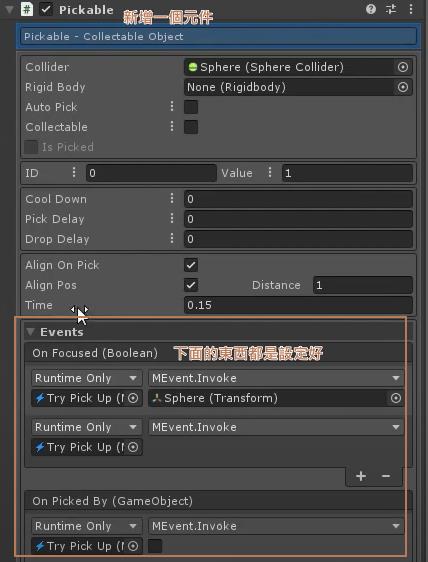 Pickable
新增一個元件
Pickable - Collectable Object
Collider Sphere (Sphere Collider)
Rigid Body None (Rigidbody)
Auto Pick
Collectable
Is Picked
ID 0 Value 1
Cool Down 0
Pick Delay 0
Drop Delay 0
Align On Pick
Align Pos Distance 1
Time 0.15
Events
On Focused (Boolean) 下面的東西都是設定好
Runtime Only MEvent.Invoke
Try Pick Up (I Sphere (Transform)
Runtime Only MEvent.Invoke
Try Pick Up (I
+ −
On Picked By (GameObject)
Runtime Only MEvent.Invoke
Try Pick Up (I